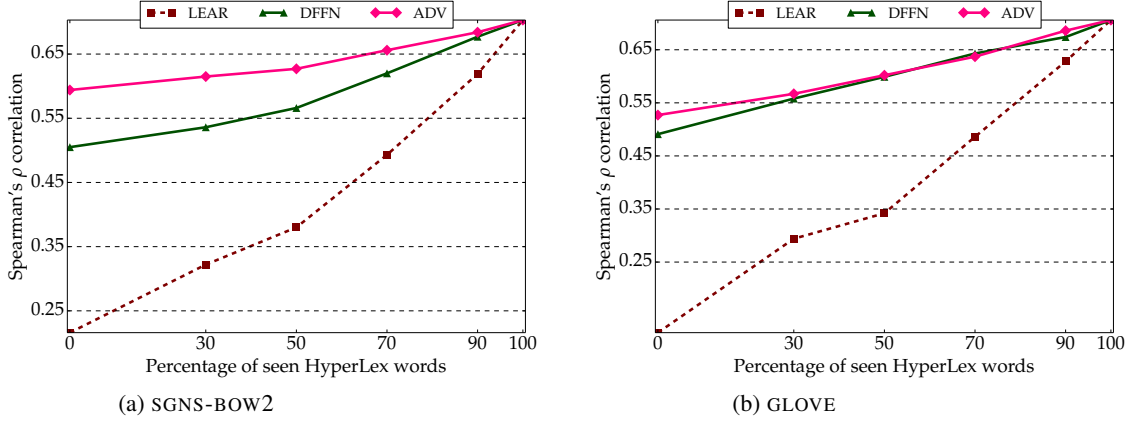 LEAR DFFN ADV
0.65
0.55
0.45
0.35
0.25
Spearman's ρ correlation
0 30 50 70 90 100
Percentage of seen HyperLex words
(a) SGNS-BOW2
LEAR DFFN ADV
0.65
0.55
0.45
0.35
0.25
Spearman's ρ correlation
0 30 50 70 90 100
Percentage of seen HyperLex words
(b) GLOVE